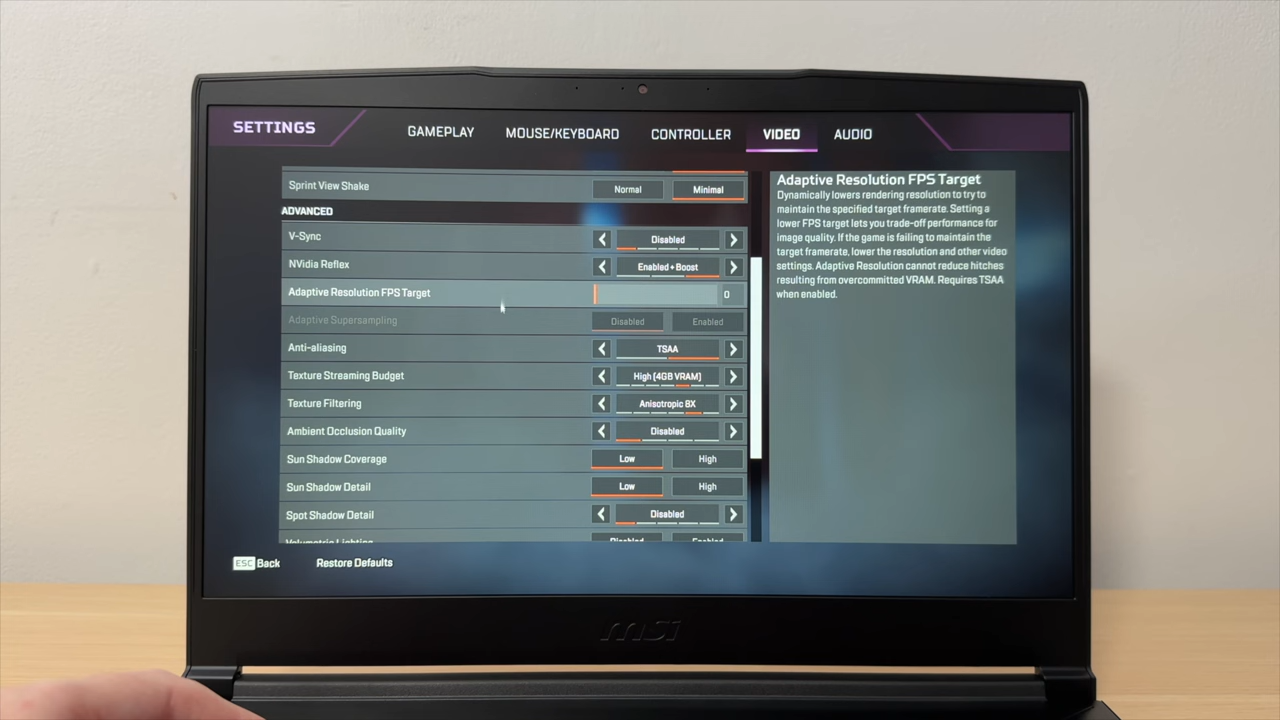 SETTINGS
GAMEPLAY MOUSE/KEYBOARD CONTROLLER VIDEO AUDIO
Sprint View Shake Normal Minimal
ADVANCED
V-Sync Disabled
NVidia Reflex Enabled + Boost
Adaptive Resolution FPS Target 0
Adaptive Supersampling Disabled Enabled
Anti-aliasing TSAA
Texture Streaming Budget High (4GB VRAM)
Texture Filtering Anisotropic 8X
Ambient Occlusion Quality Disabled
Sun Shadow Coverage Low High
Sun Shadow Detail Low High
Spot Shadow Detail Disabled
Volumetric Lighting Disabled Enabled
Adaptive Resolution FPS Target
Dynamically lowers rendering resolution to try to
maintain the specified target framerate. Setting a
lower FPS target lets you trade-off performance for
image quality. If the game is failing to maintain the
target framerate, lower the resolution and other video
settings. Adaptive Resolution cannot reduce hitches
resulting from overcommitted VRAM. Requires TSAA
when enabled.
ESC Back Restore Defaults
msi